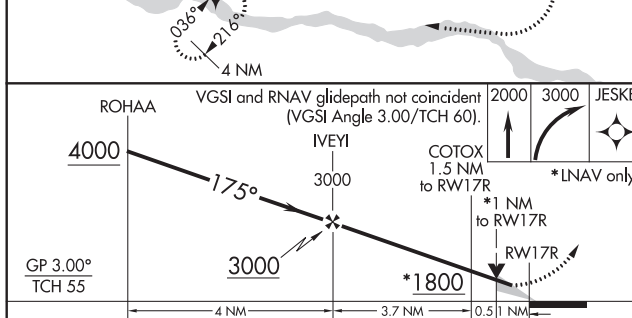 036°
216°
4 NM
VGSI and RNAV glidepath not coincident
(VGSI Angle 3.00/TCH 60).
2000
3000
JESKE
*LNAV only
ROHAA
4000
175°
IVEYI
3000
3000
COTOX
1.5 NM
to RW17R
*1 NM
to RW17R
RW17R
*1800
GP 3.00°
TCH 55
4 NM
3.7 NM
0.5
1 NM